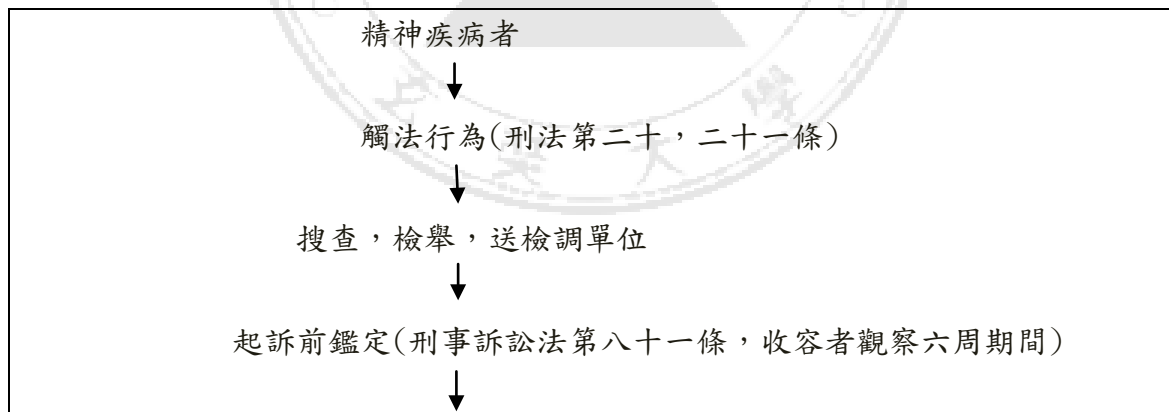 精神疾病者
觸法行為(刑法第二十，二十一條)
搜查，檢舉，送檢調單位
起訴前鑑定(刑事訴訟法第八十一條，收容者觀察六周期間)